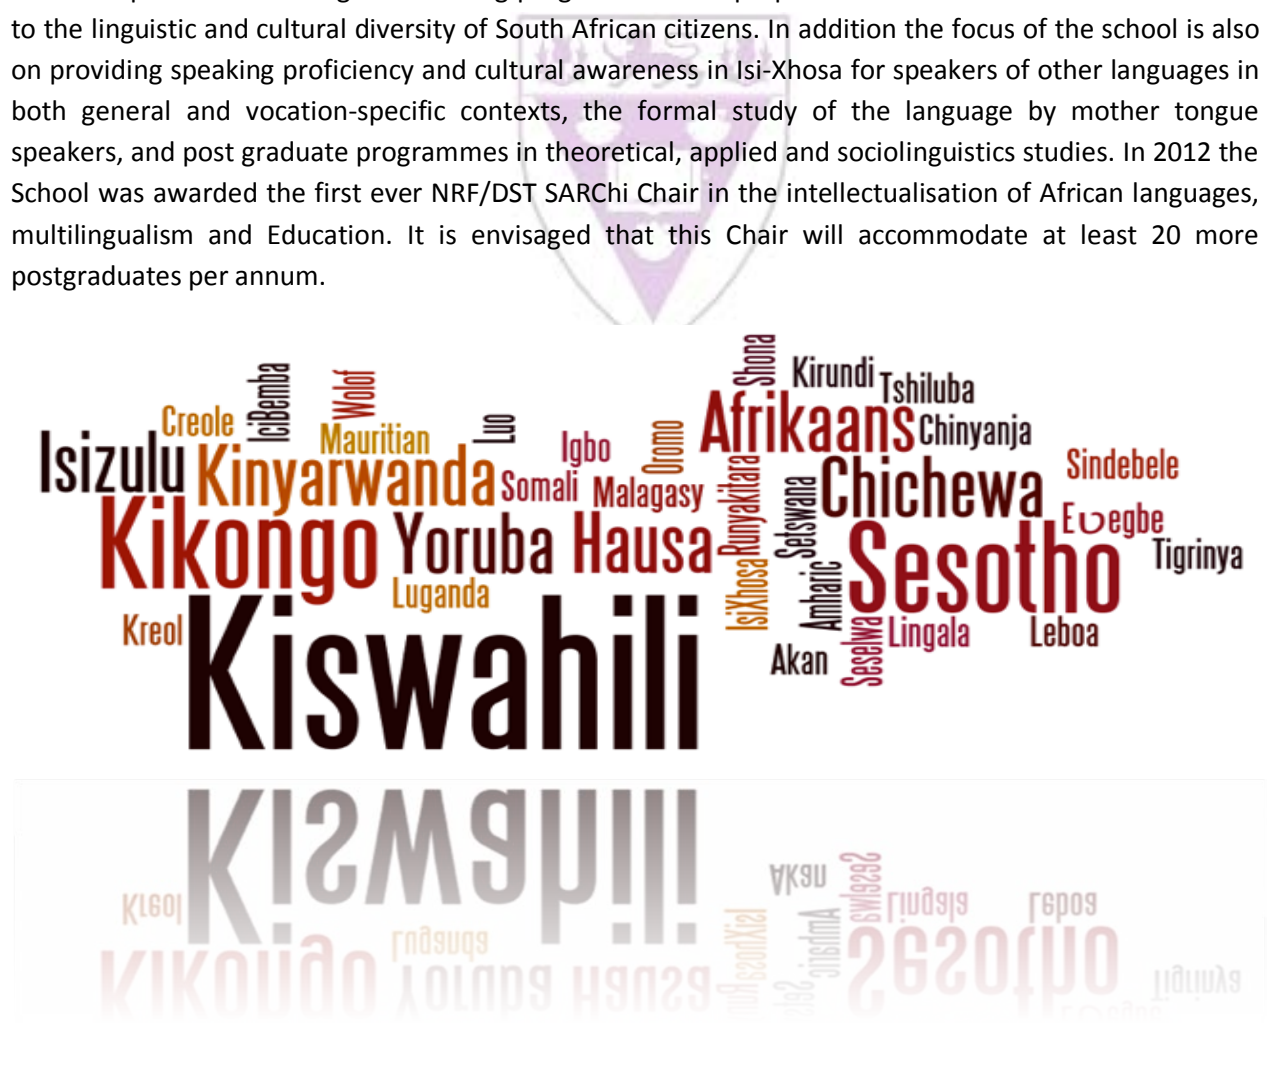 to the linguistic and cultural diversity of South African citizens. In addition the focus of the school is also
on providing speaking proficiency and cultural awareness in Isi-Xhosa for speakers of other languages in
both general and vocation-specific contexts, the formal study of the language by mother tongue
speakers, and post graduate programmes in theoretical, applied and sociolinguistics studies. In 2012 the
School was awarded the first ever NRF/DST SARChi Chair in the intellectualisation of African languages,
multilingualism and Education. It is envisaged that this Chair will accommodate at least 20 more
postgraduates per annum.
Shona
IciBemba
Wolof
Kirundi
Tshiluba
Creole
Mauritian
Luo
Igbo
Oromo
Afrikaans
Chinyanja
Isizulu
Kinyarwanda
Somali
Malagasy
Runyakitara
Setswana
Chichewa
Sindebele
Kikongo
Yoruba
Hausa
Sesotho
Eʋegbe
Tigrinya
Luganda
IsiXhosa
Amharic
Kreol
Kiswahili
Akan
Seselwa
Lingala
Leboa